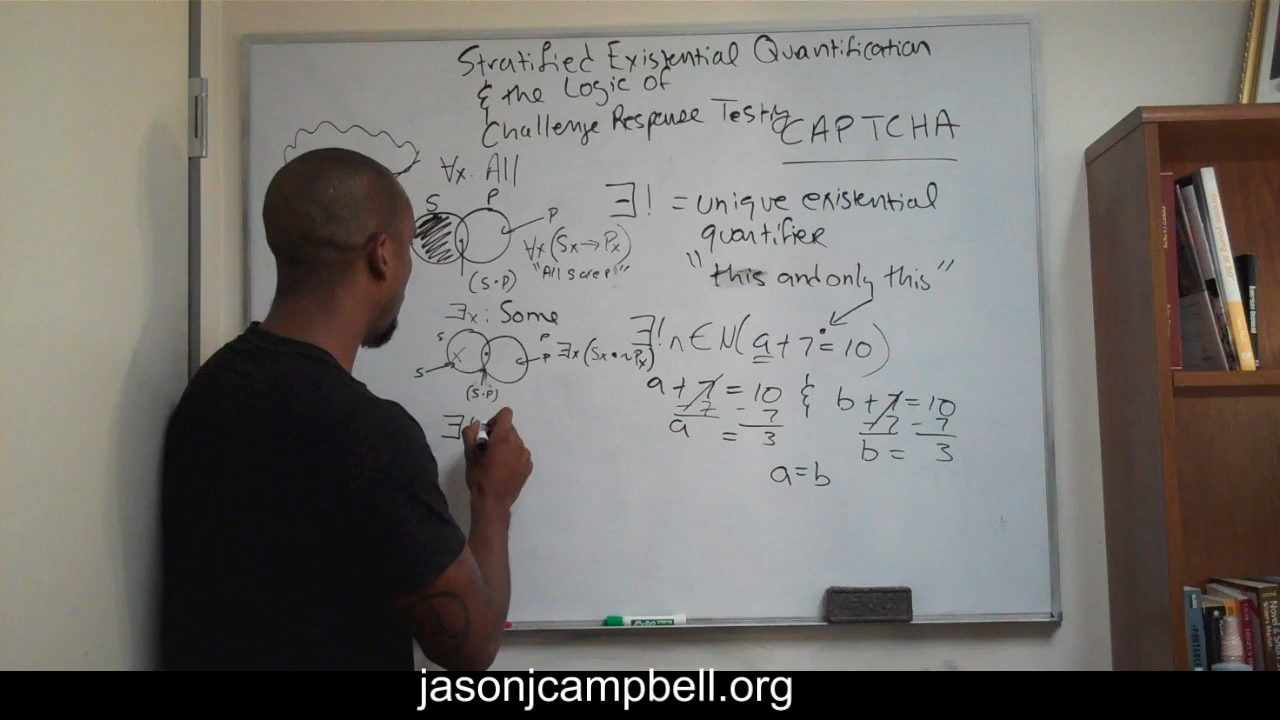 Stratified Existential Quantification
& the Logic of
Challenge Response Testing
CAPTCHA
∀x: All
S P
P
∀x(Sx→Px)
"All S are P"
(S·P)
∃x: Some
S P
P ∃x(Sx•~Px)
S
(S·P)
∃!
∃! = unique existential
quantifier
"this and only this"
∃!n∈N(a+7=10)
a+7=10 & b+7=10
-7 -7 -7 -7
a = 3 b = 3
a=b
jasonjcampbell.org